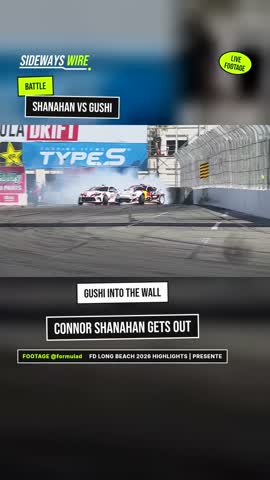 SIDEWAYS WIRE.
LIVE
FOOTAGE
BATTLE
SHANAHAN VS GUSHI
ULA DRIFT
TYPE S
GUSHI INTO THE WALL
CONNOR SHANAHAN GETS OUT
FOOTAGE @formulad FD LONG BEACH 2026 HIGHLIGHTS | PRESENTE